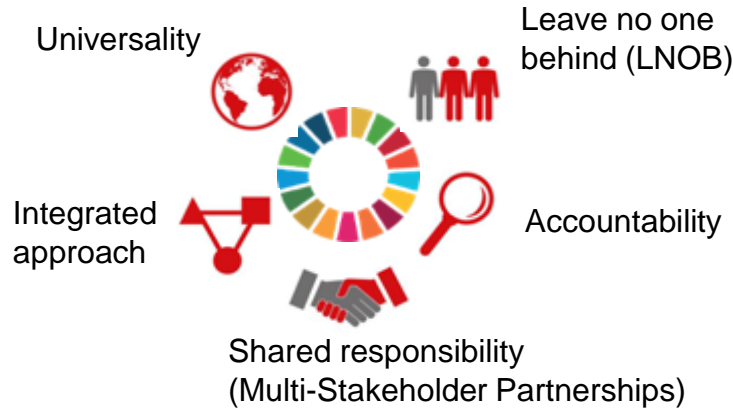 Universality
Leave no one
behind (LNOB)
Integrated
approach
Accountability
Shared responsibility
(Multi-Stakeholder Partnerships)